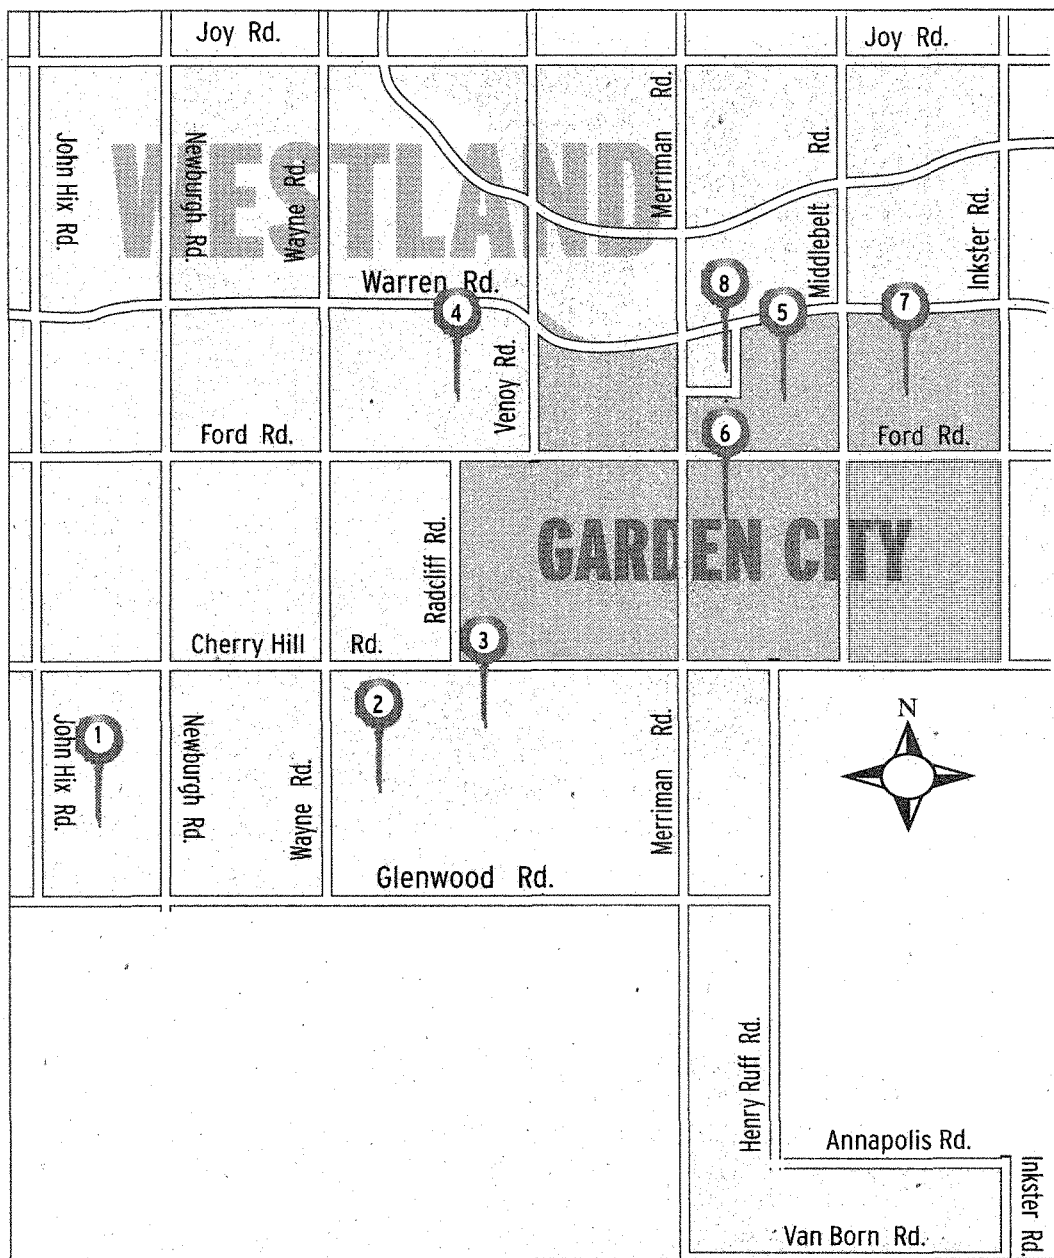 Joy Rd.
Joy Rd.
John Hix Rd.
Newburgh Rd.
Wayne Rd.
Merriman Rd.
Middlebelt Rd.
Inkster Rd.
WESTLAND
Warren Rd.
8
4
5
7
Venoy Rd.
Ford Rd.
6
Ford Rd.
Radcliff Rd.
GARDEN CITY
Cherry Hill Rd.
3
2
1
John Hix Rd.
Newburgh Rd.
Wayne Rd.
Merriman Rd.
N
Glenwood Rd.
Henry Ruff Rd.
Annapolis Rd.
Inkster Rd.
Van Born Rd.